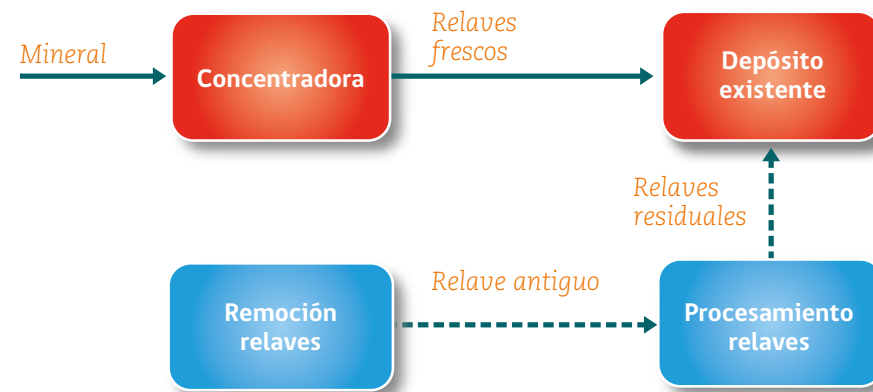 Mineral
Concentradora
Relaves
frescos
Depósito
existente
Relaves
residuales
Remoción
relaves
Relave antiguo
Procesamiento
relaves